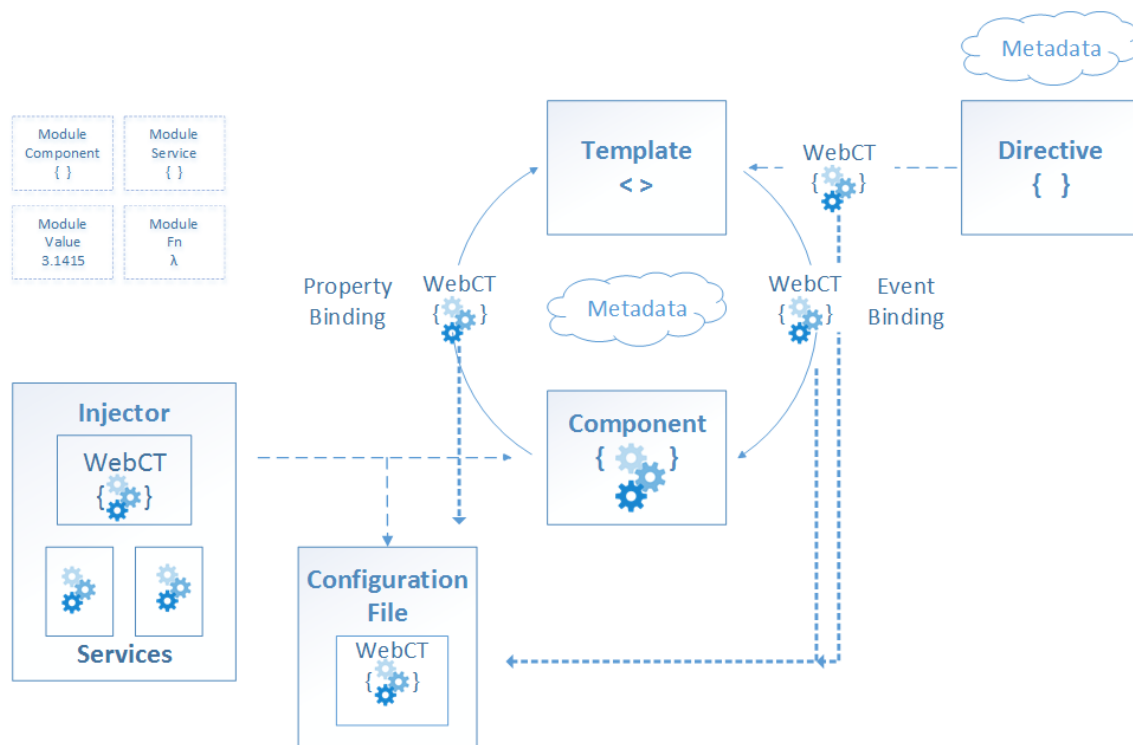 Metadata
Module
Component
{ }
Module
Service
{ }
Template
< >
WebCT
{ }
Directive
{ }
Module
Value
3.1415
Module
Fn
λ
Property
Binding
WebCT
{ }
Metadata
WebCT
{ }
Event
Binding
Injector
WebCT
{ }
Services
Component
{ }
Configuration
File
WebCT
{ }